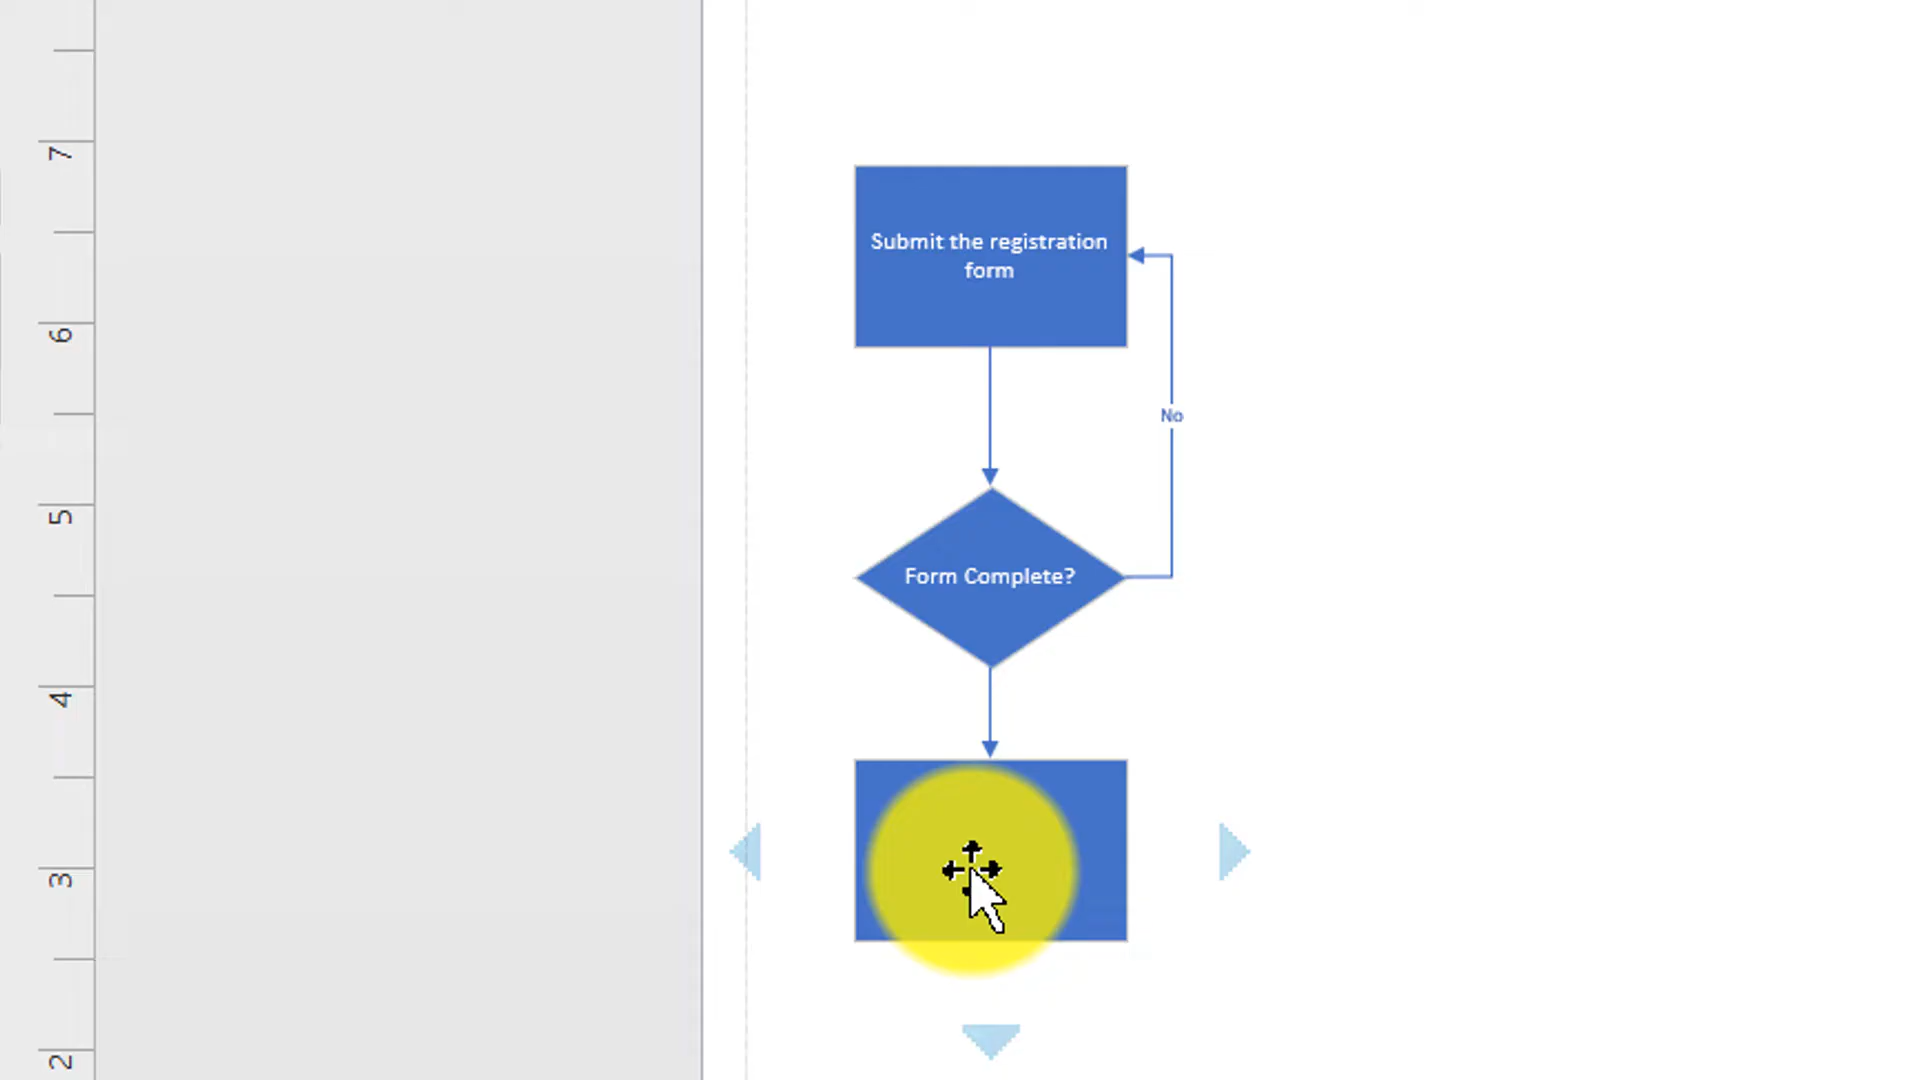 7
Submit the registration
form
6
No
5
Form Complete?
4
3
2